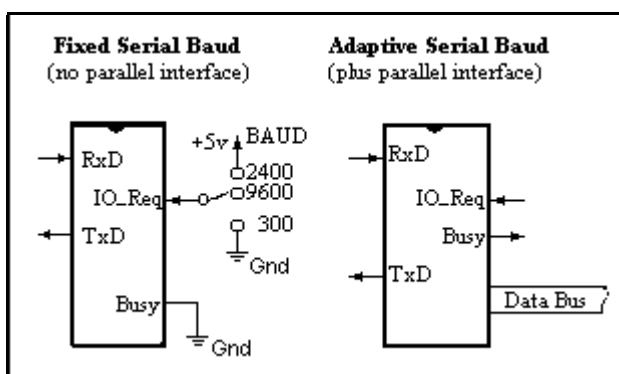 Fixed Serial Baud
(no parallel interface)
+5v BAUD
2400
9600
300
Gnd
RxD
IO_Req
TxD
Busy
Gnd
Adaptive Serial Baud
(plus parallel interface)
RxD
IO_Req
Busy
TxD
Data Bus